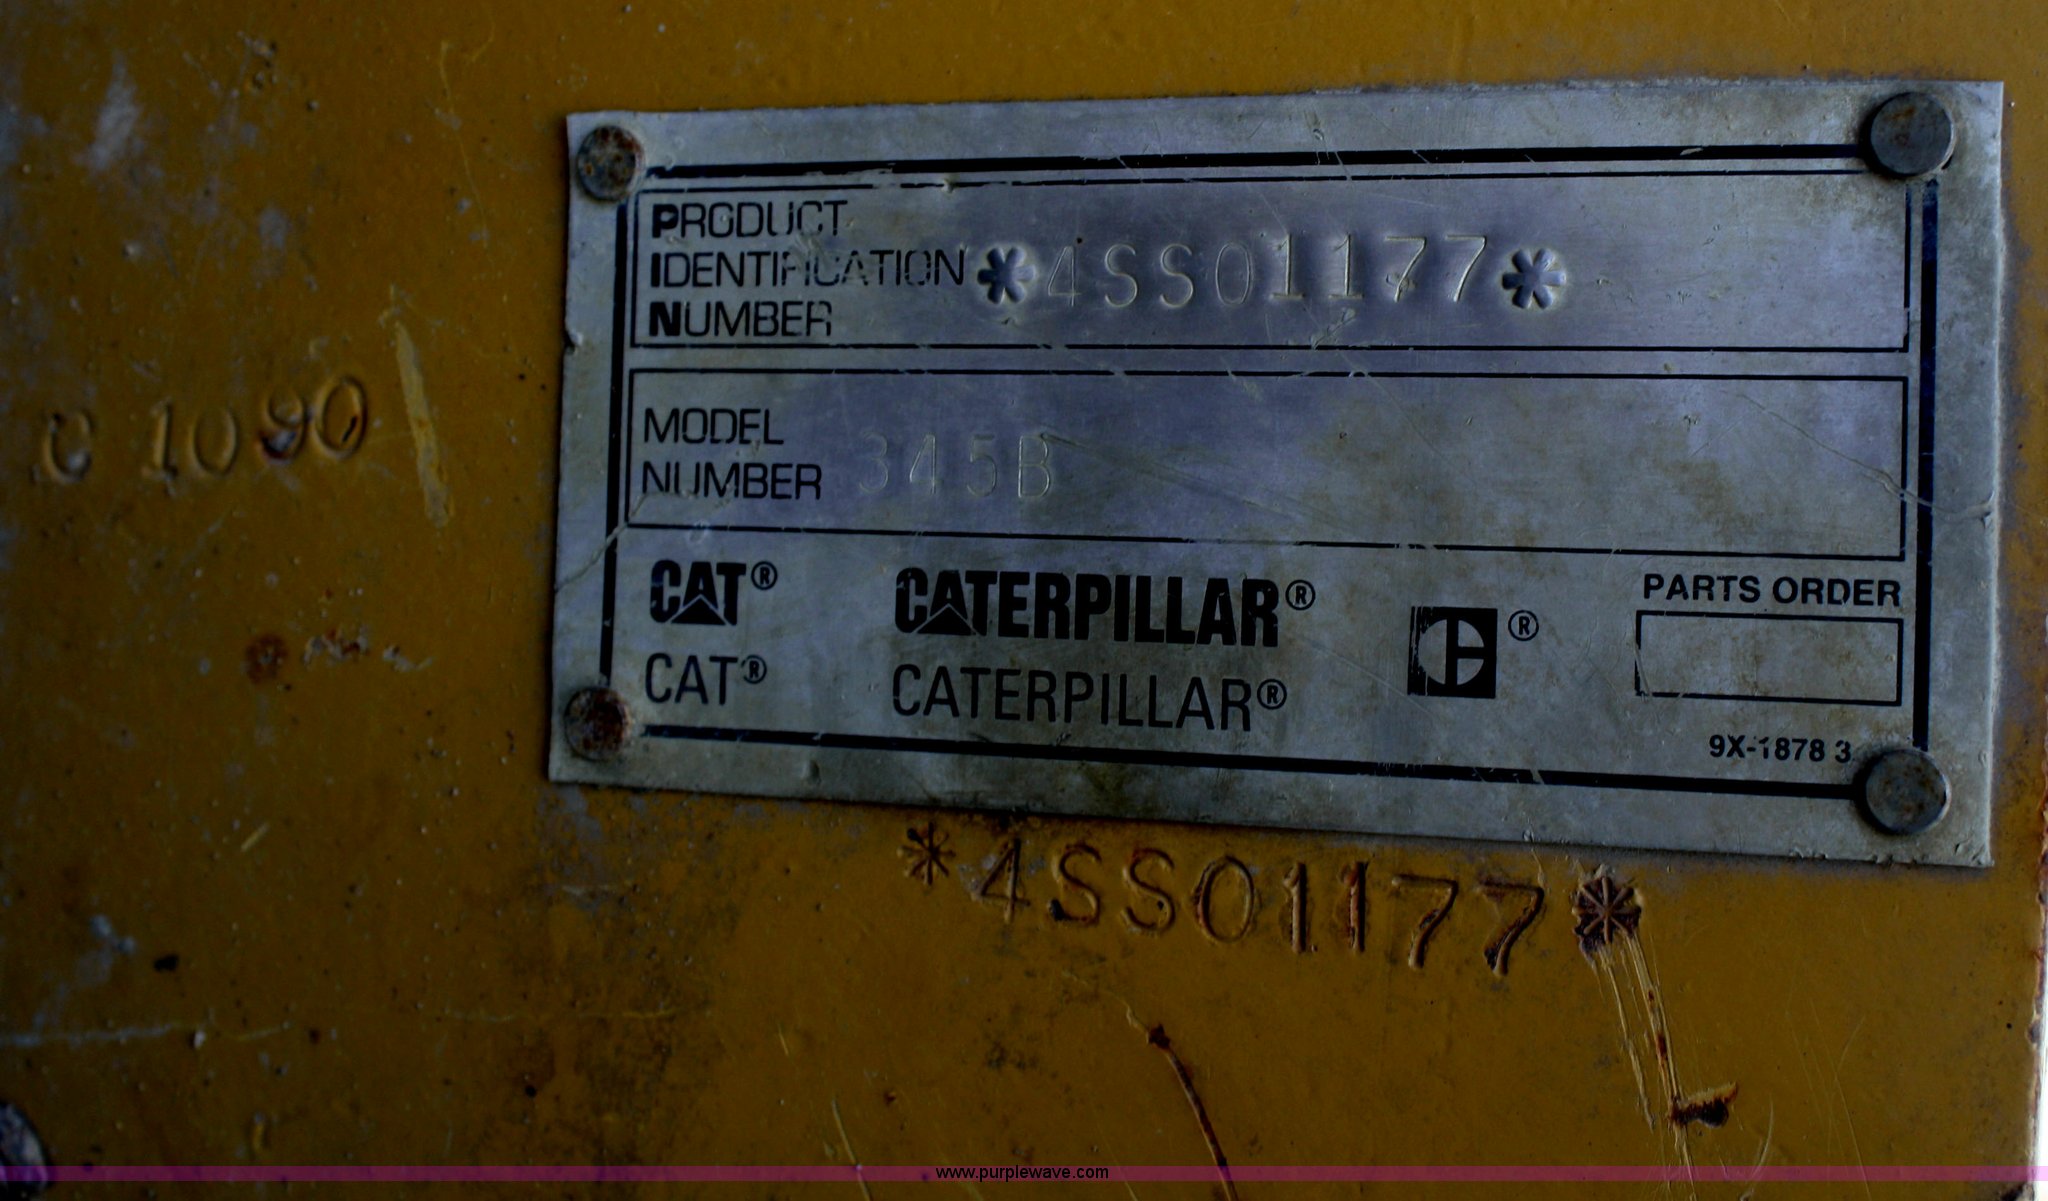 PRODUCT
IDENTIFICATION *4SS01177*
NUMBER
MODEL
NUMBER 345B
CAT® CATERPILLAR®
CAT® CATERPILLAR®
PARTS ORDER
9X-1878 3
1090
*4SS01177*
www.purplewave.com